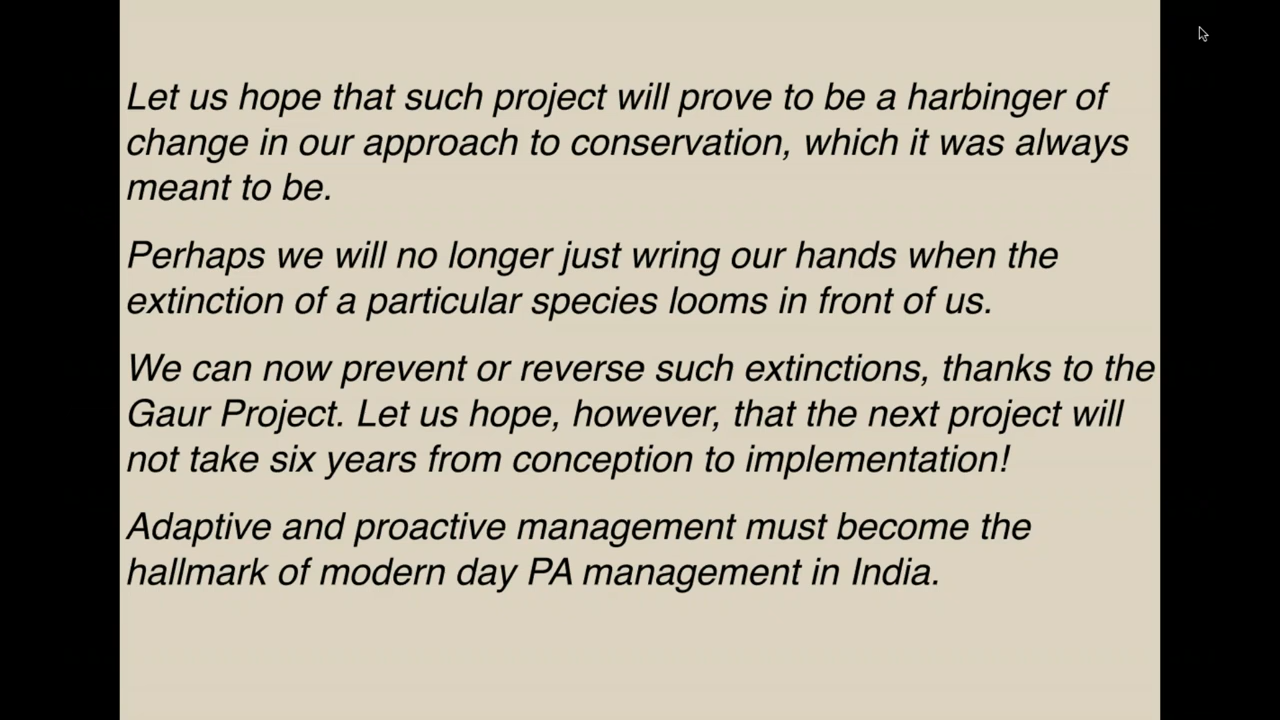 Let us hope that such project will prove to be a harbinger of
change in our approach to conservation, which it was always
meant to be.
Perhaps we will no longer just wring our hands when the
extinction of a particular species looms in front of us.
We can now prevent or reverse such extinctions, thanks to the
Gaur Project. Let us hope, however, that the next project will
not take six years from conception to implementation!
Adaptive and proactive management must become the
hallmark of modern day PA management in India.